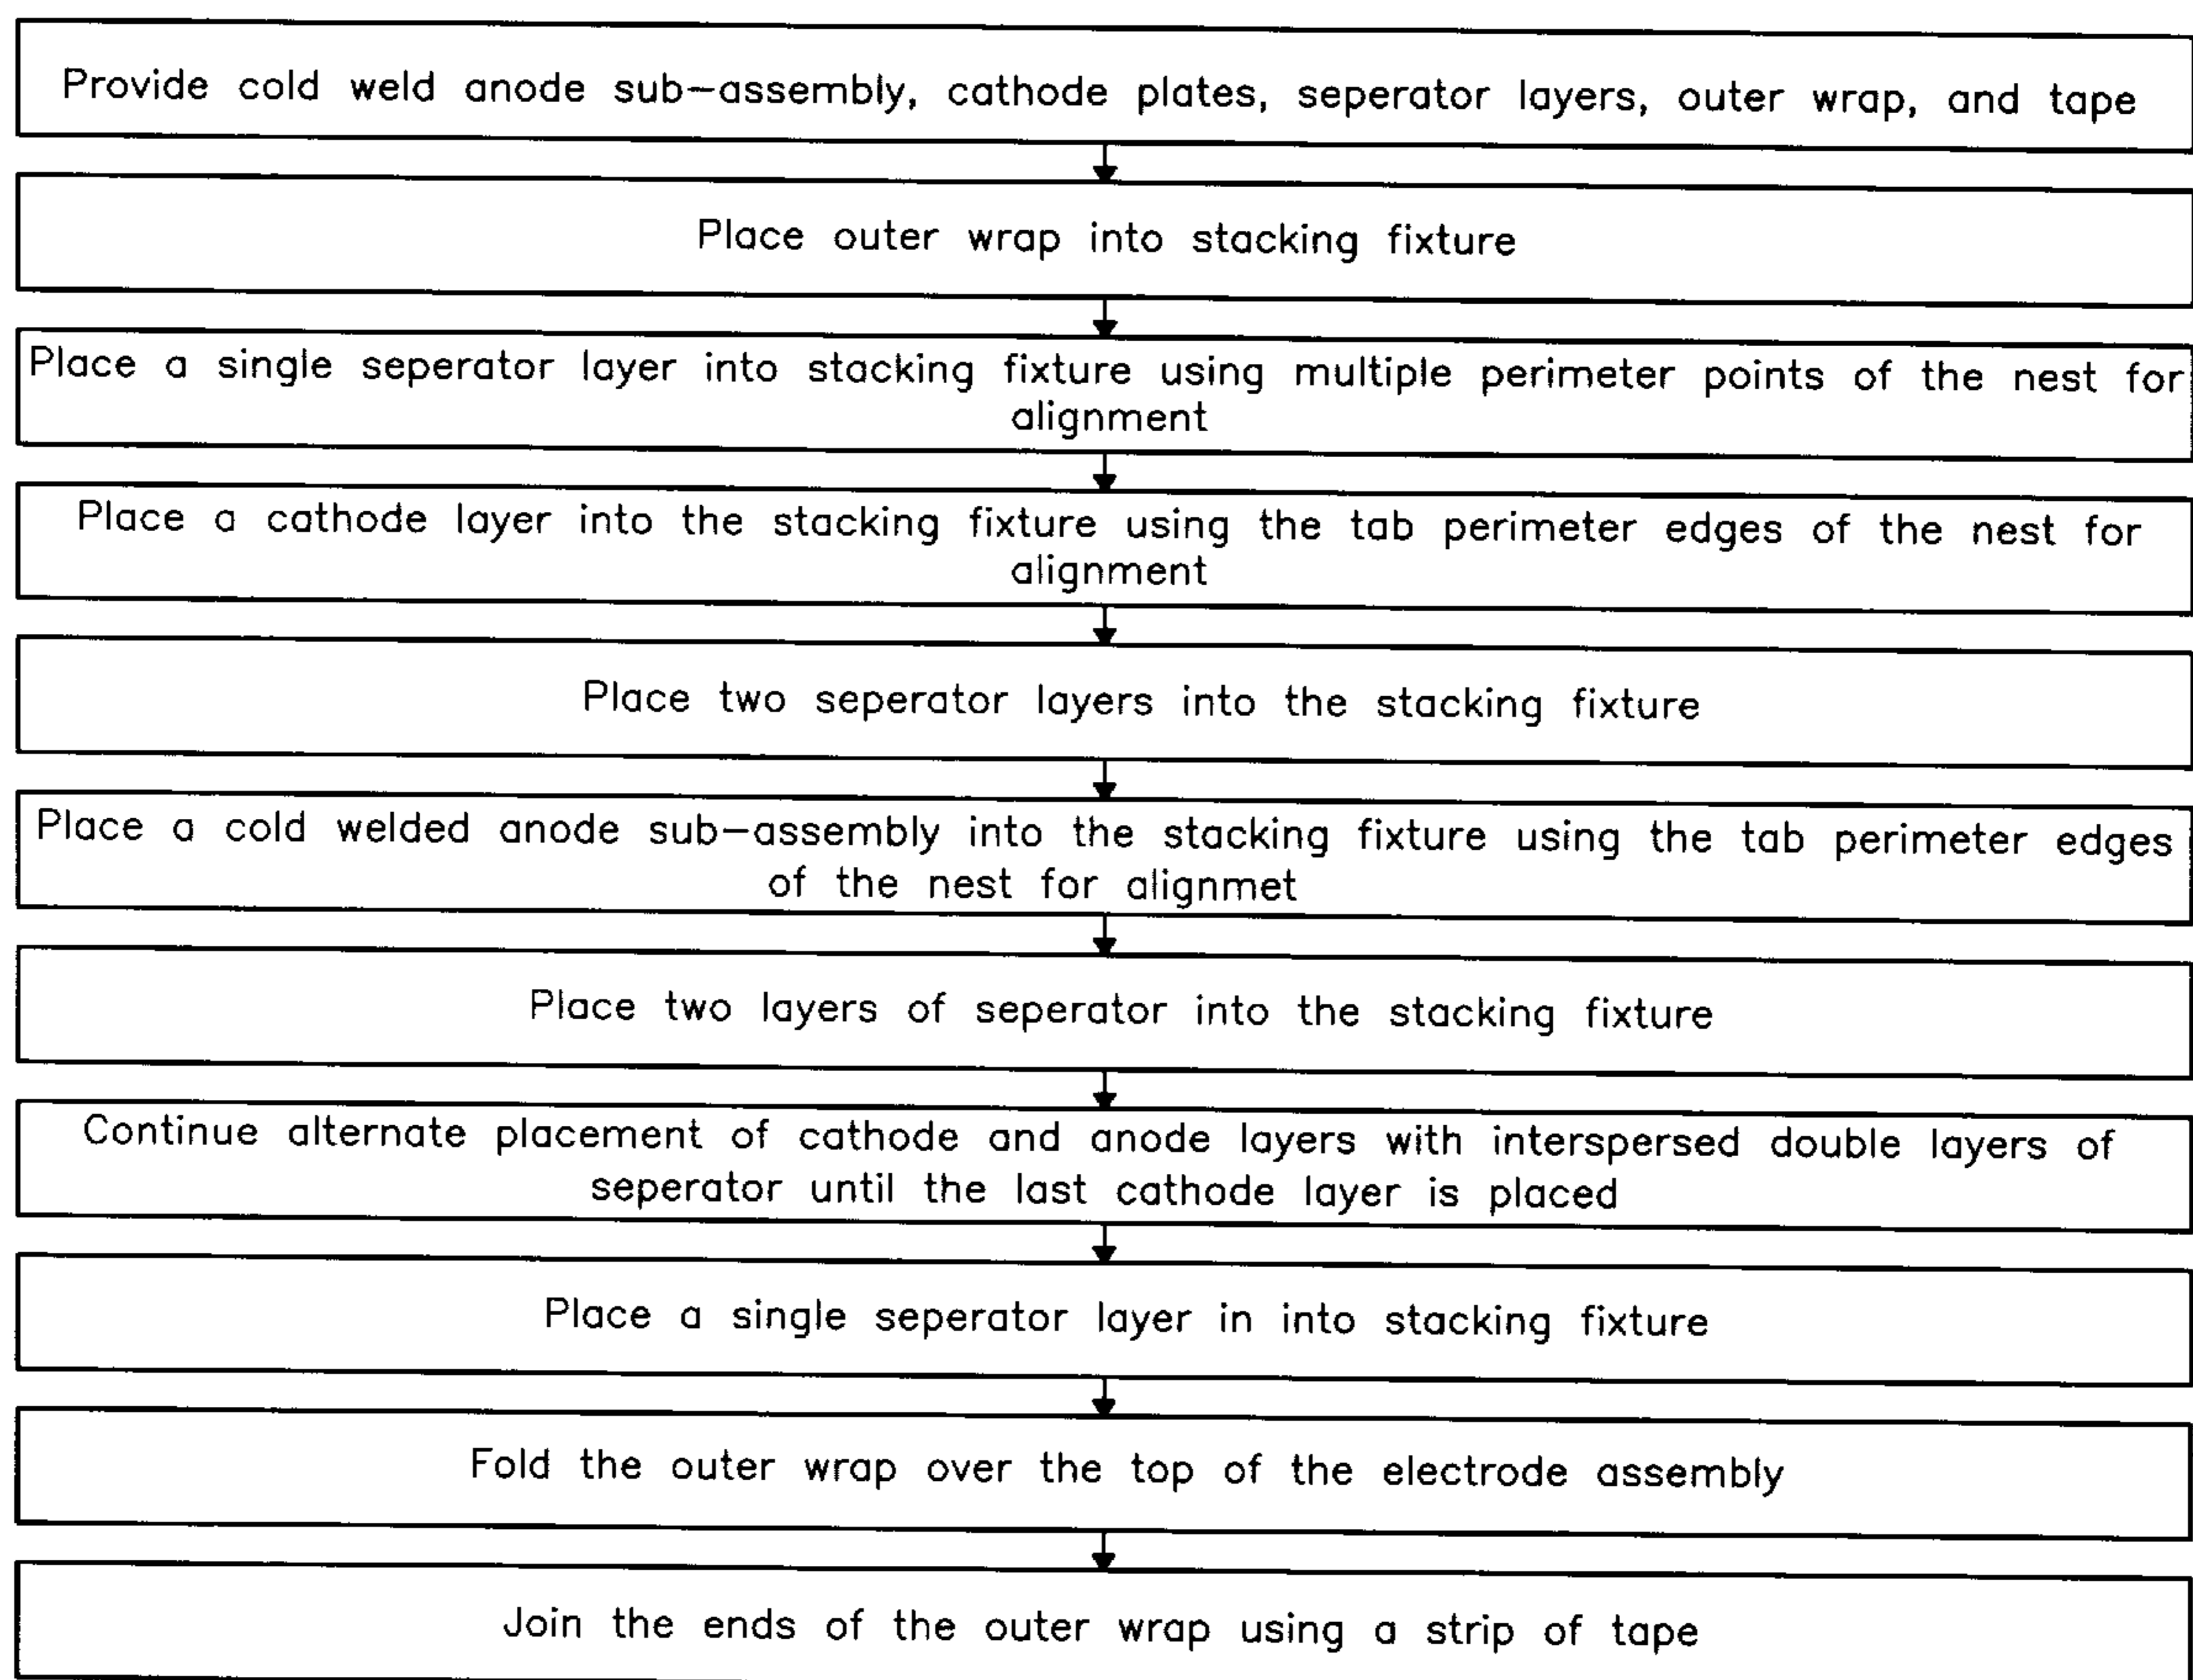 Provide cold weld anode sub-assembly, cathode plates, seperator layers, outer wrap, and tape
Place outer wrap into stacking fixture
Place a single seperator layer into stacking fixture using multiple perimeter points of the nest for
alignment
Place a cathode layer into the stacking fixture using the tab perimeter edges of the nest for
alignment
Place two seperator layers into the stacking fixture
Place a cold welded anode sub-assembly into the stacking fixture using the tab perimeter edges
of the nest for alignmet
Place two layers of seperator into the stacking fixture
Continue alternate placement of cathode and anode layers with interspersed double layers of
seperator until the last cathode layer is placed
Place a single seperator layer in into stacking fixture
Fold the outer wrap over the top of the electrode assembly
Join the ends of the outer wrap using a strip of tape